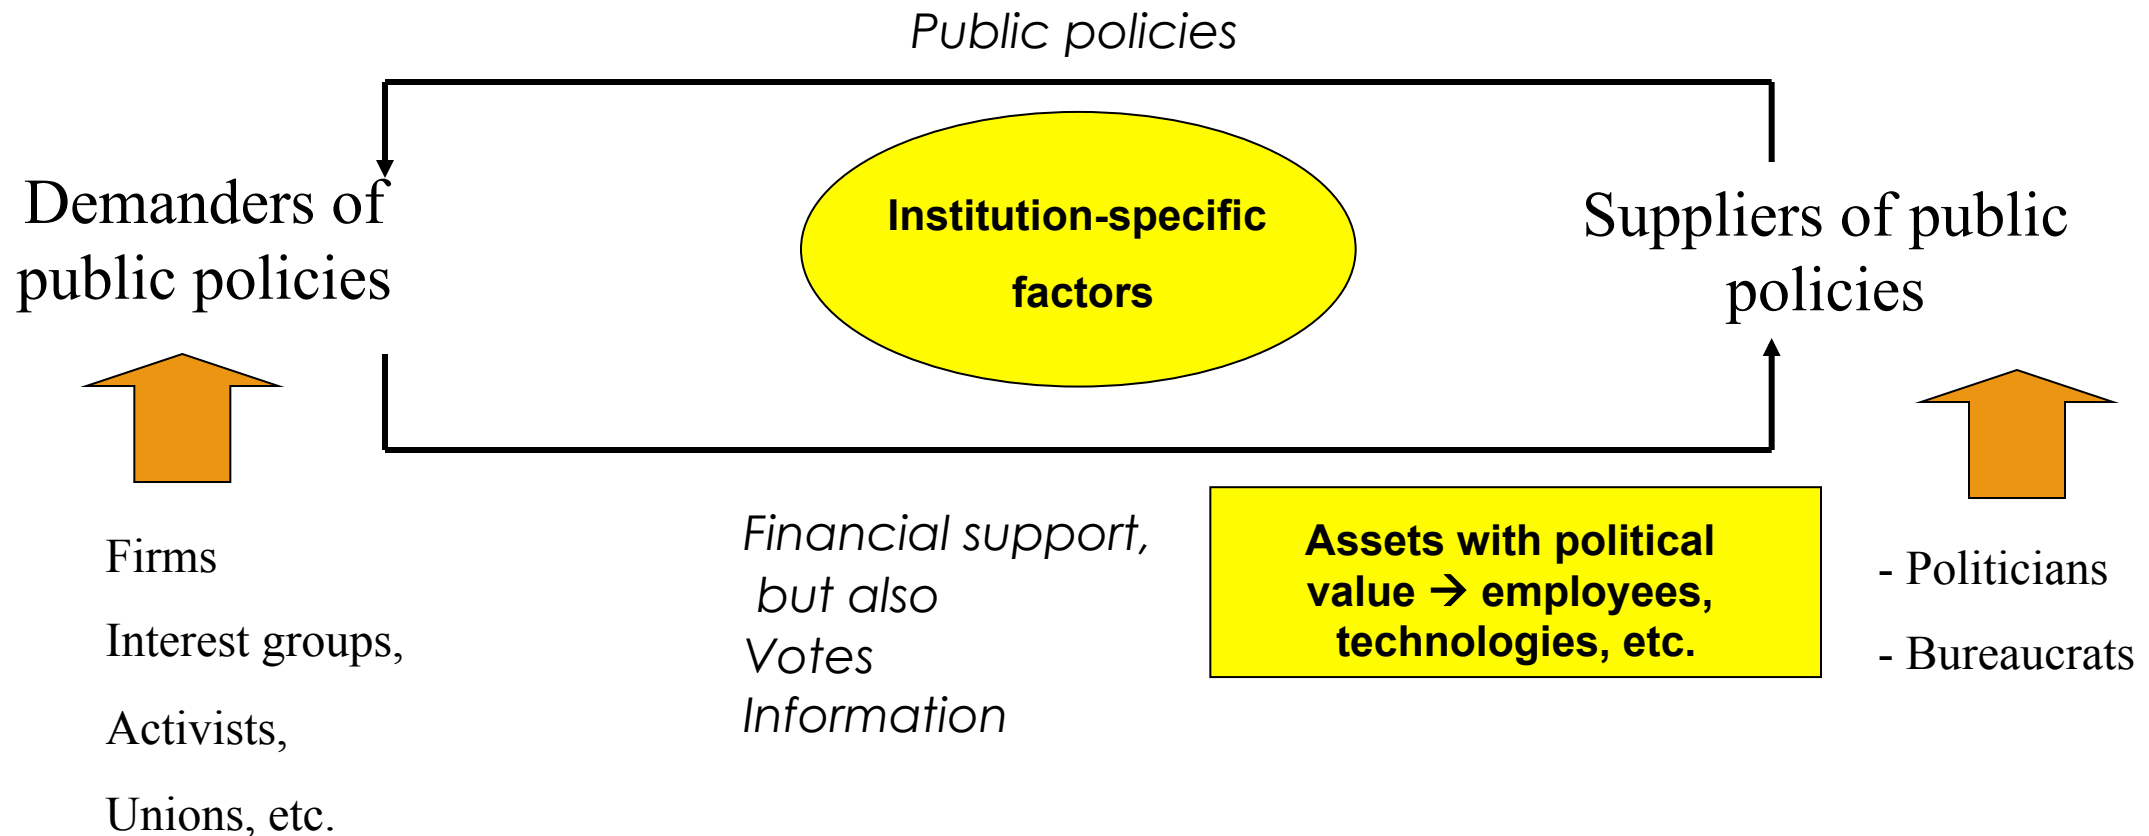 Public policies
Demanders of
public policies
Institution-specific
factors
Suppliers of public
policies
Firms
Interest groups,
Activists,
Unions, etc.
Financial support,
but also
Votes
Information
Assets with political
value → employees,
technologies, etc.
- Politicians
- Bureaucrats